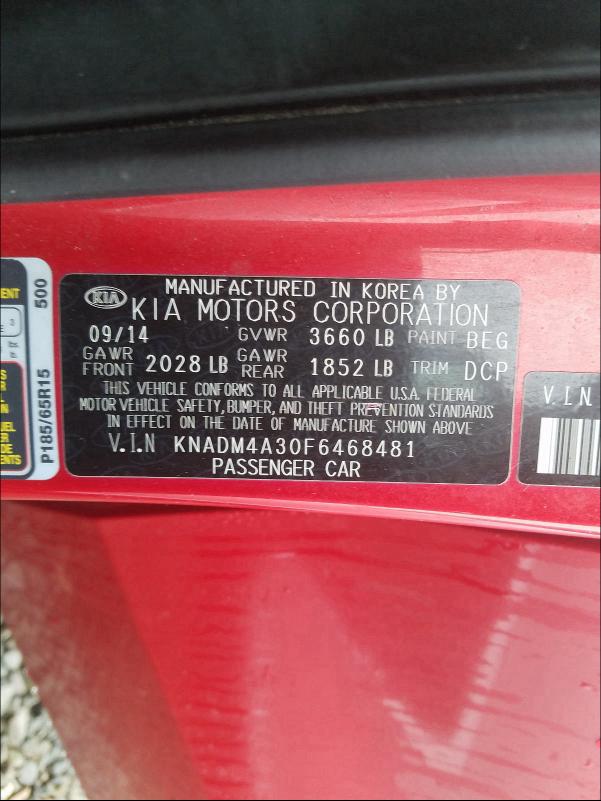 MANUFACTURED IN KOREA BY
KIA KIA MOTORS CORPORATION
09/14 GVWR 3660 LB PAINT BEG
GAWR FRONT 2028 LB GAWR REAR 1852 LB TRIM DCP
THIS VEHICLE CONFORMS TO ALL APPLICABLE U.S.A. FEDERAL
MOTOR VEHICLE SAFETY, BUMPER, AND THEFT PREVENTION STANDARDS
IN EFFECT ON THE DATE OF MANUFACTURE SHOWN ABOVE
V.I.N KNADM4A30F6468481
PASSENGER CAR
P185/65R15 500
V.I.N